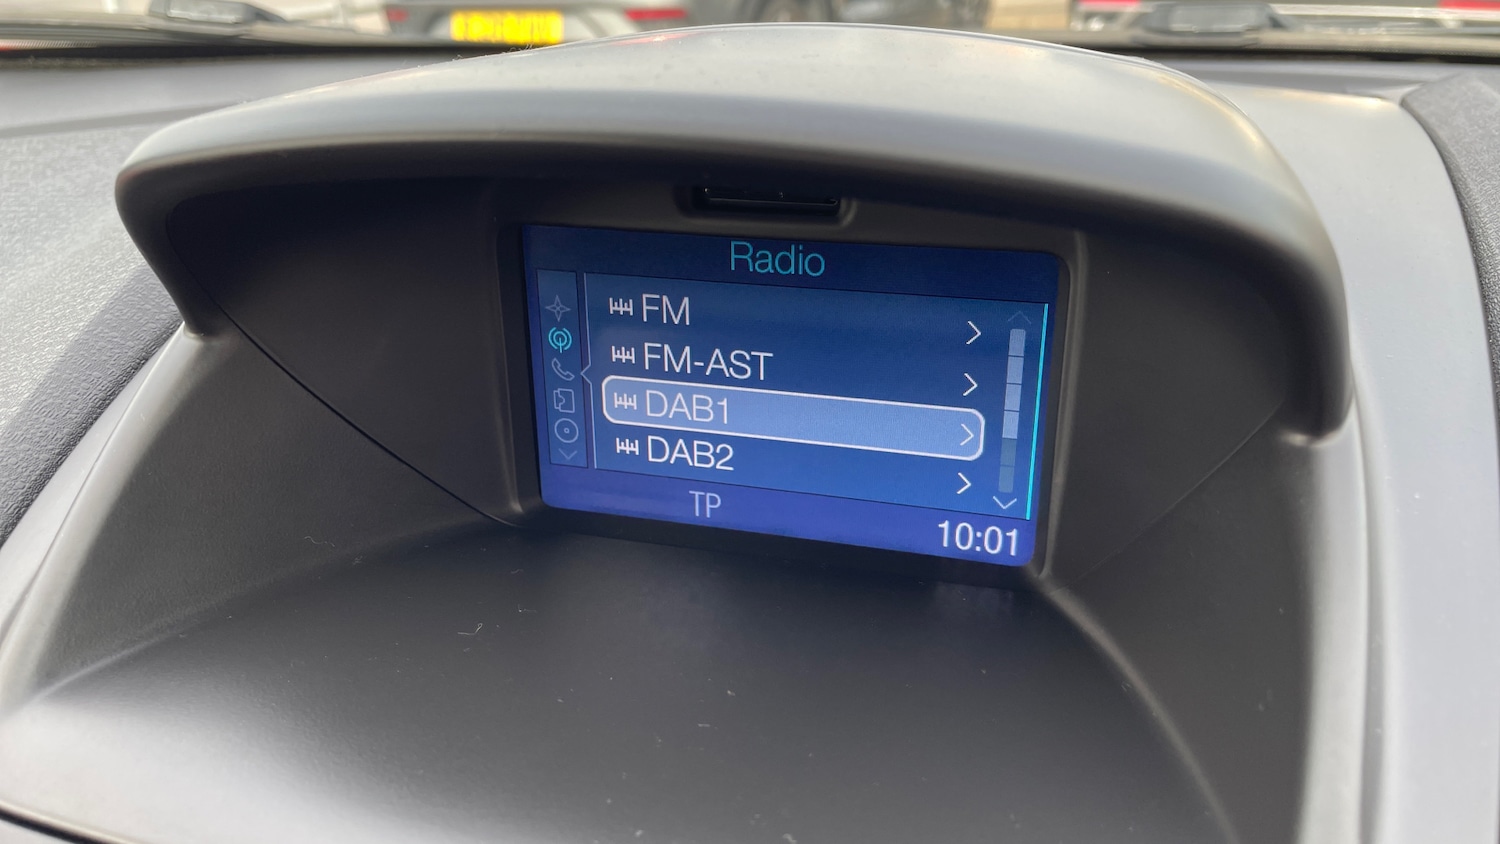 Radio
FM
FM-AST
DAB1
DAB2
TP
10:01